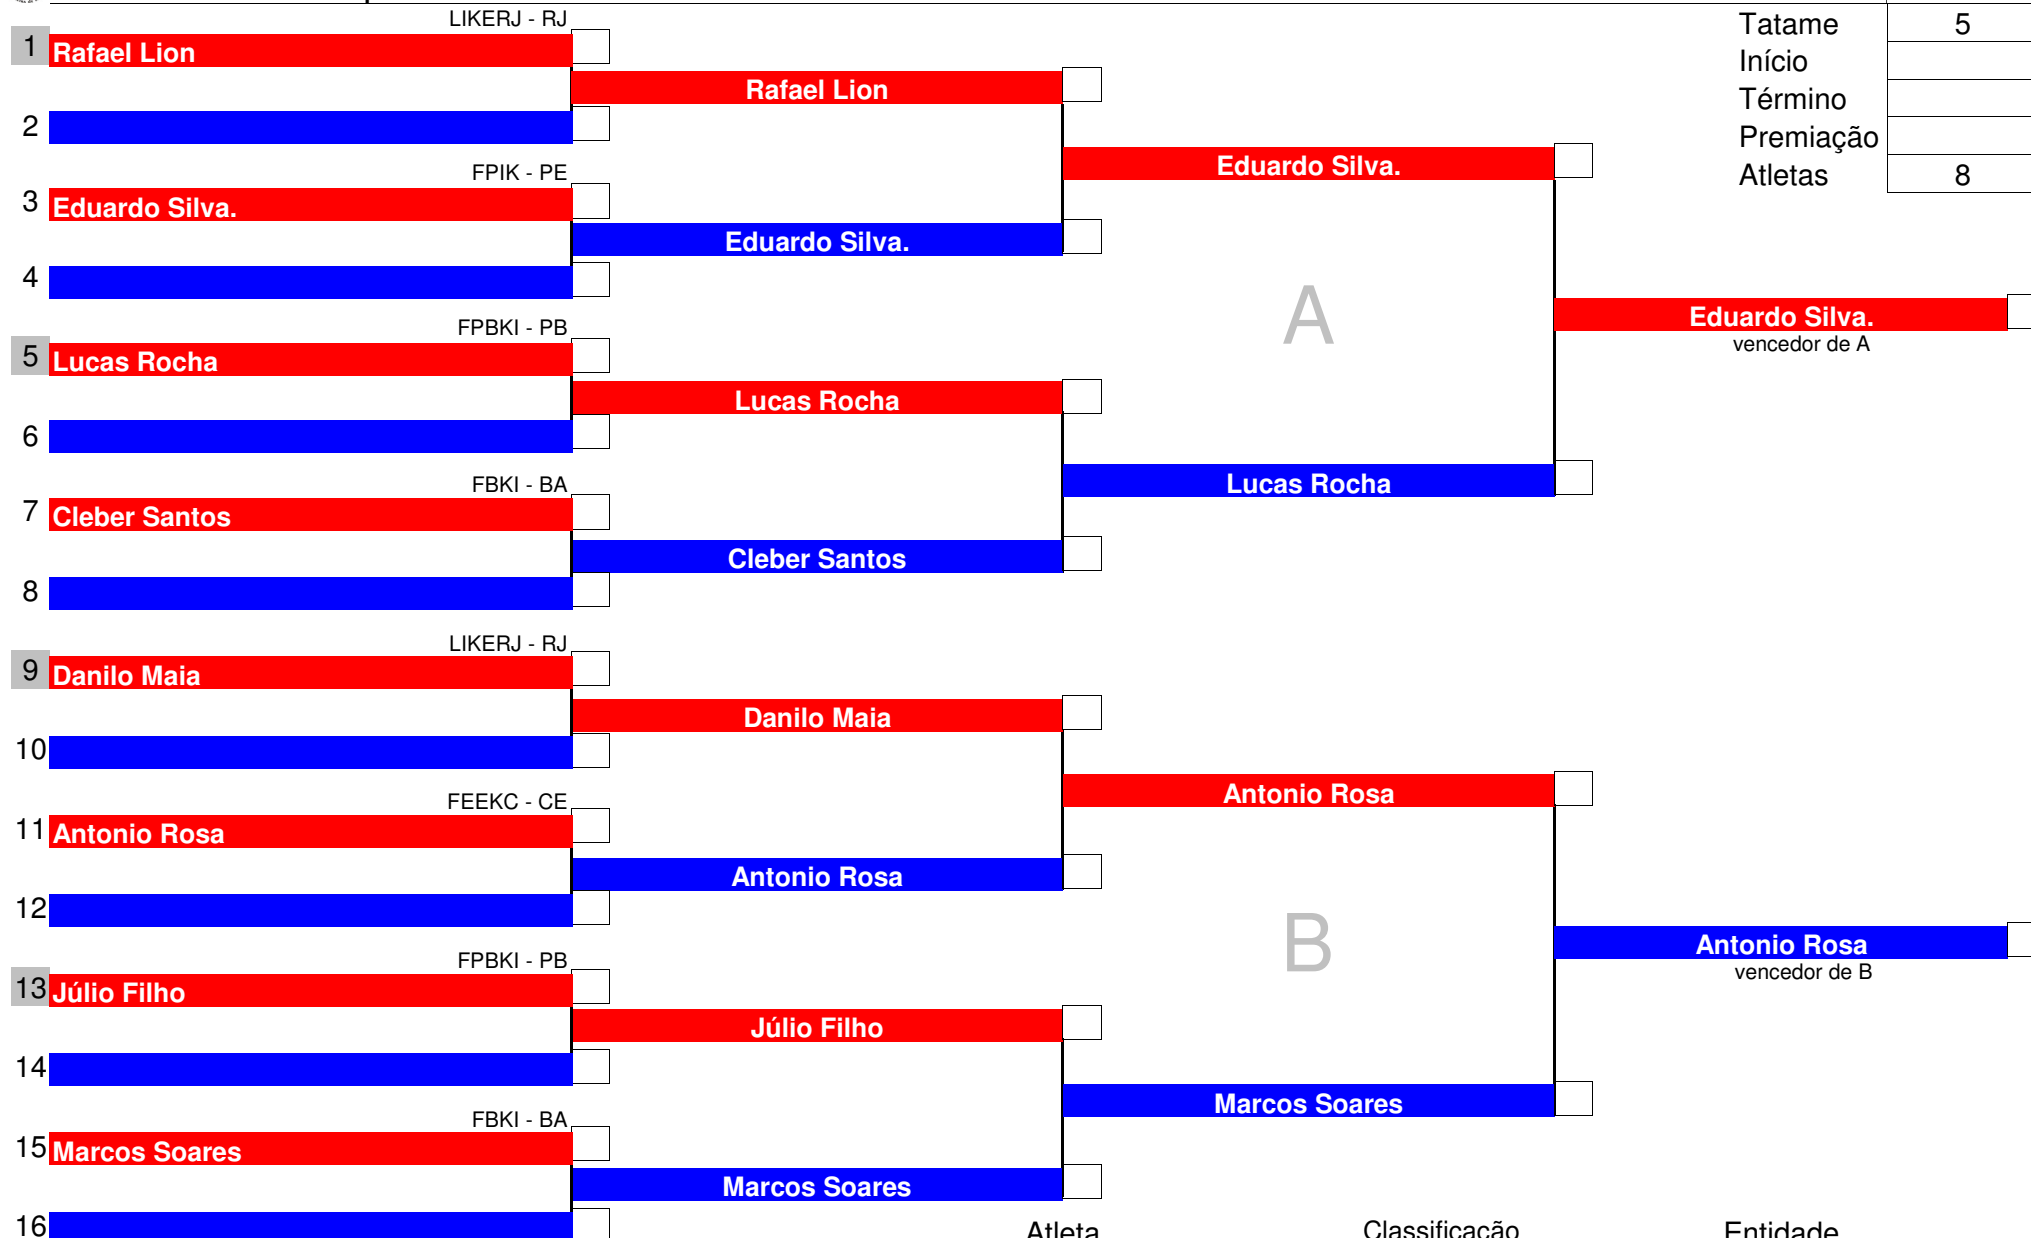 LIKERJ - RJ
1 Rafael Lion
Rafael Lion
2
FPIK - PE
3 Eduardo Silva.
Eduardo Silva.
4
Eduardo Silva.
FPBKI - PB
5 Lucas Rocha
Lucas Rocha
6
FBKI - BA
7 Cleber Santos
Cleber Santos
8
Lucas Rocha
A
Eduardo Silva.
vencedor de A
LIKERJ - RJ
9 Danilo Maia
Danilo Maia
10
FEEKC - CE
11 Antonio Rosa
Antonio Rosa
12
Antonio Rosa
FPBKI - PB
13 Júlio Filho
Júlio Filho
14
FBKI - BA
15 Marcos Soares
Marcos Soares
16
Marcos Soares
B
Antonio Rosa
vencedor de B
Tatame 5
Início
Término
Premiação
Atletas 8
Atleta Classificação Entidade